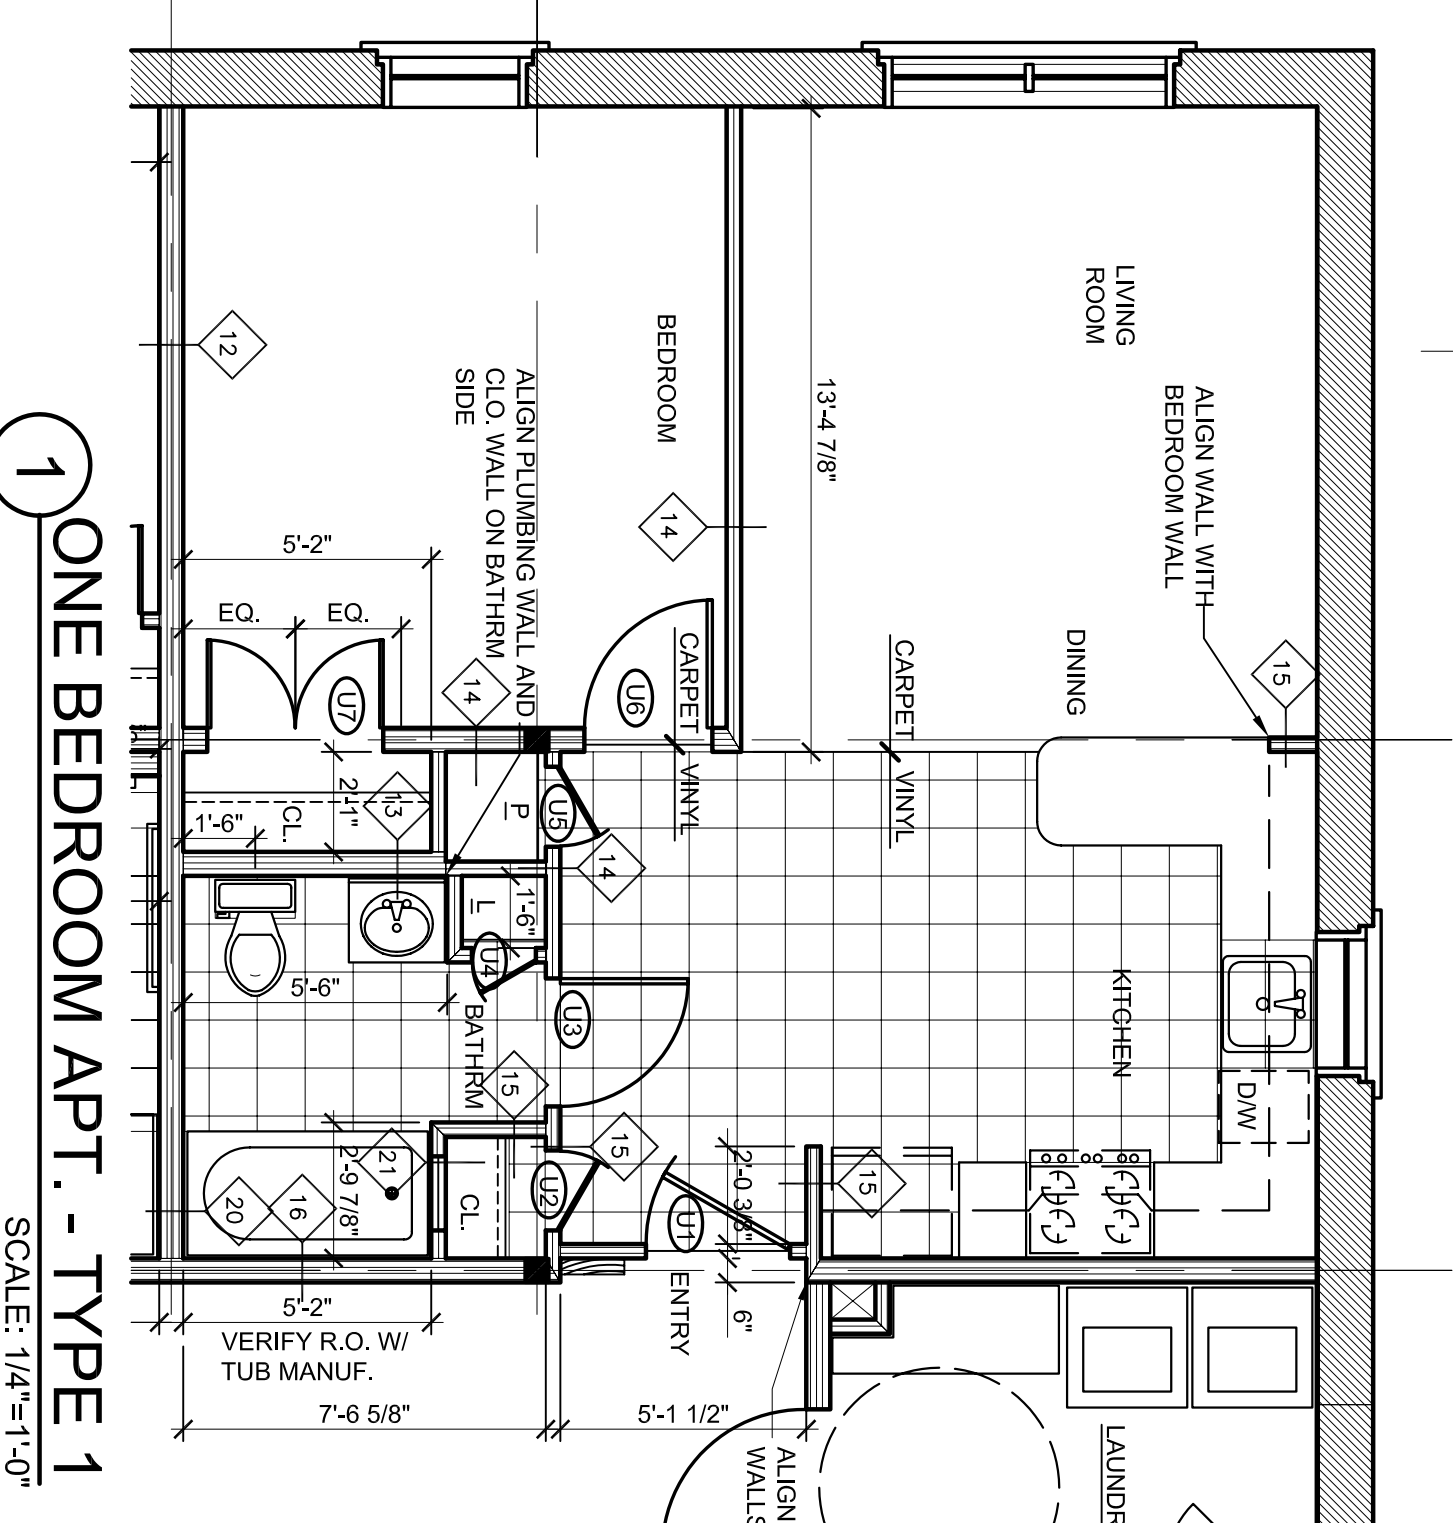 LIVING
ROOM
ALIGN WALL WITH
BEDROOM WALL
13'-4 7/8"
BEDROOM
12
14
ALIGN PLUMBING WALL AND
CLO. WALL ON BATHRM
SIDE
15
DINING
CARPET
VINYL
CARPET
VINYL
5'-2"
EQ.
EQ.
U7
U6
14
2'-1"
13
CL.
1'-6"
P
U5
14
L
1'-6"
U4
5'-6"
BATHRM
U3
15
KITCHEN
D/W
15
15
2'-0 3/8"
U1
6"
ENTRY
U2
CL.
21
2'-9 7/8"
16
20
5'-2"
VERIFY R.O. W/
TUB MANUF.
7'-6 5/8"
5'-1 1/2"
ALIGN
WALLS
LAUNDR
1
ONE BEDROOM APT. - TYPE 1
SCALE: 1/4"=1'-0"